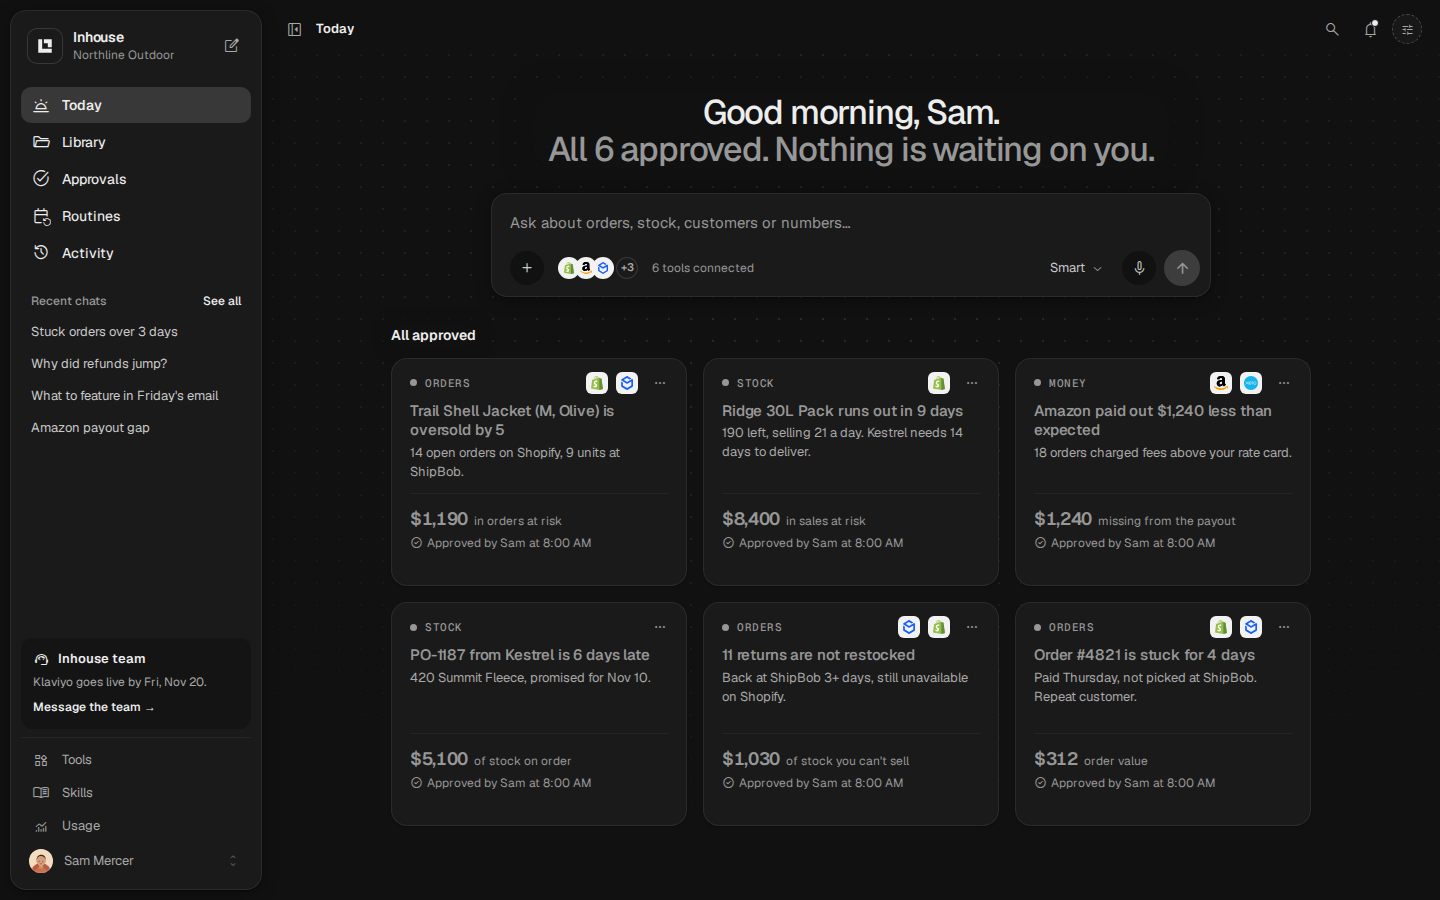 Inhouse
Northline Outdoor
Today
Library
Approvals
Routines
Activity
Recent chats
See all
Stuck orders over 3 days
Why did refunds jump?
What to feature in Friday's email
Amazon payout gap
Inhouse team
Klaviyo goes live by Fri, Nov 20.
Message the team →
Tools
Skills
Usage
Sam Mercer
Today
Good morning, Sam.
All 6 approved. Nothing is waiting on you.
Ask about orders, stock, customers or numbers...
+3
6 tools connected
Smart
All approved
ORDERS
Trail Shell Jacket (M, Olive) is
oversold by 5
14 open orders on Shopify, 9 units at
ShipBob.
$1,190 in orders at risk
Approved by Sam at 8:00 AM
STOCK
Ridge 30L Pack runs out in 9 days
190 left, selling 21 a day. Kestrel needs 14
days to deliver.
$8,400 in sales at risk
Approved by Sam at 8:00 AM
MONEY
Amazon paid out $1,240 less than
expected
18 orders charged fees above your rate card.
$1,240 missing from the payout
Approved by Sam at 8:00 AM
STOCK
PO-1187 from Kestrel is 6 days late
420 Summit Fleece, promised for Nov 10.
$5,100 of stock on order
Approved by Sam at 8:00 AM
ORDERS
11 returns are not restocked
Back at ShipBob 3+ days, still unavailable
on Shopify.
$1,030 of stock you can't sell
Approved by Sam at 8:00 AM
ORDERS
Order #4821 is stuck for 4 days
Paid Thursday, not picked at ShipBob.
Repeat customer.
$312 order value
Approved by Sam at 8:00 AM